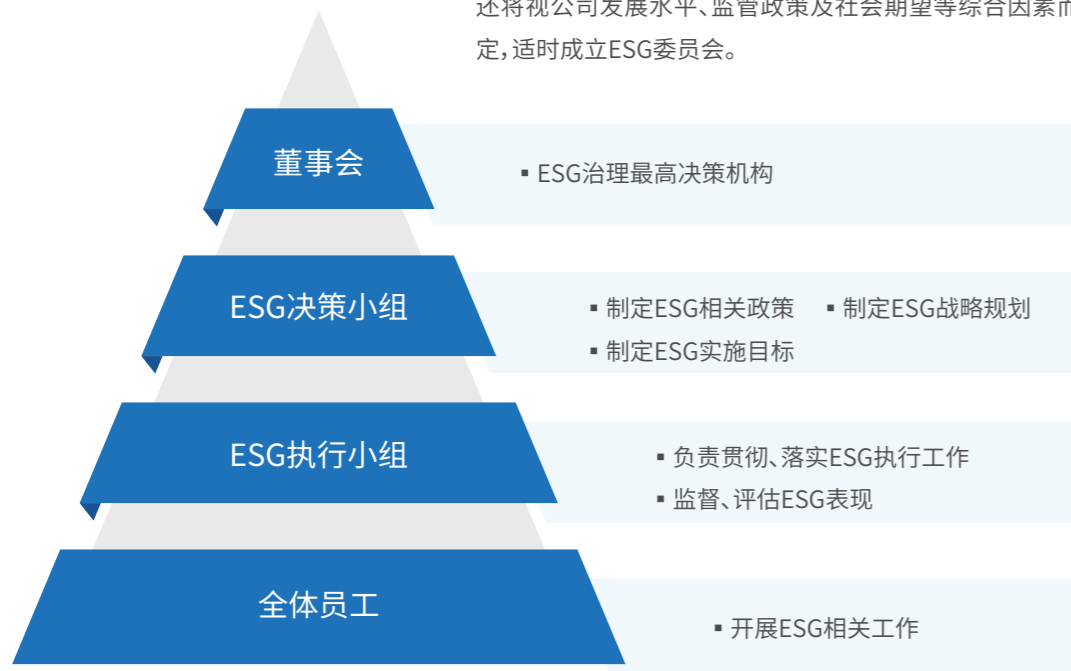 还将视公司发展水平、监管政策及社会期望等综合因素而
定，适时成立ESG委员会。
董事会
▪ ESG治理最高决策机构
ESG决策小组
▪ 制定ESG相关政策 ▪ 制定ESG战略规划
▪ 制定ESG实施目标
ESG执行小组
▪ 负责贯彻、落实ESG执行工作
▪ 监督、评估ESG表现
全体员工
▪ 开展ESG相关工作